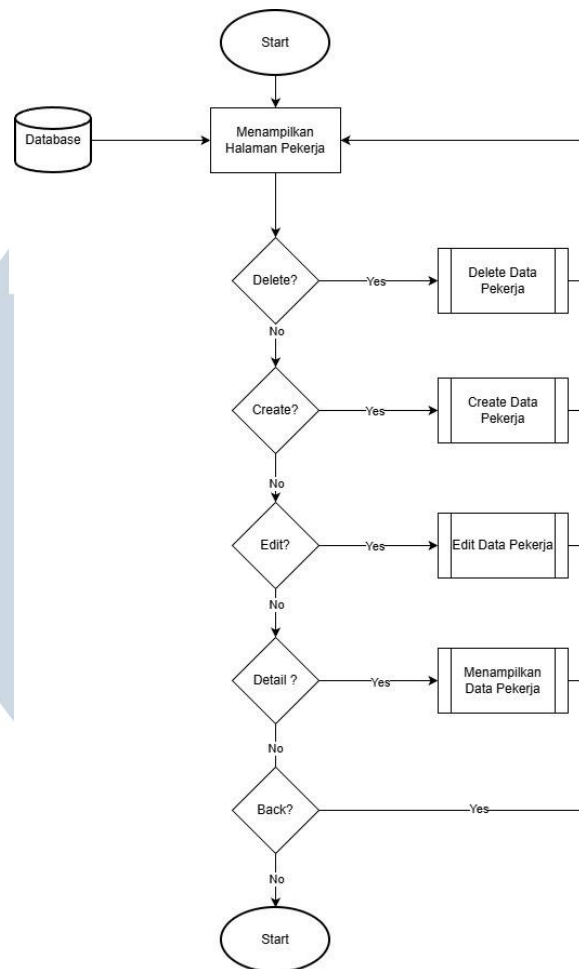 Start
Database
Menampilkan
Halaman Pekerja
Delete?
Yes
Delete Data
Pekerja
No
Create?
Yes
Create Data
Pekerja
No
Edit?
Yes
Edit Data Pekerja
No
Detail ?
Yes
Menampilkan
Data Pekerja
No
Back?
Yes
No
Start